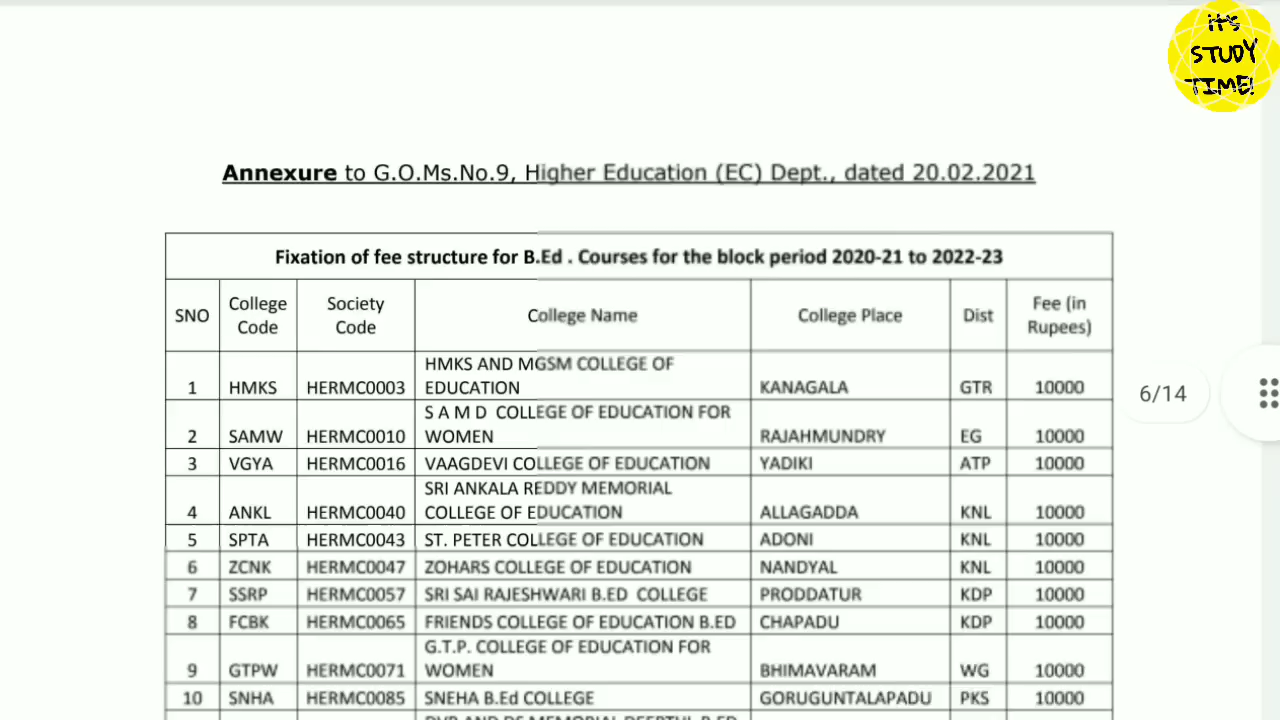 IT'S
STUDY
TIME!
Annexure to G.O.Ms.No.9, Higher Education (EC) Dept., dated 20.02.2021
Fixation of fee structure for B.Ed . Courses for the block period 2020-21 to 2022-23
SNO College Code Society Code College Name College Place Dist Fee (in Rupees)
HMKS AND MGSM COLLEGE OF
1 HMKS HERMC0003 EDUCATION KANAGALA GTR 10000
S A M D COLLEGE OF EDUCATION FOR
2 SAMW HERMC0010 WOMEN RAJAHMUNDRY EG 10000
3 VGYA HERMC0016 VAAGDEVI COLLEGE OF EDUCATION YADIKI ATP 10000
SRI ANKALA REDDY MEMORIAL
4 ANKL HERMC0040 COLLEGE OF EDUCATION ALLAGADDA KNL 10000
5 SPTA HERMC0043 ST. PETER COLLEGE OF EDUCATION ADONI KNL 10000
6 ZCNK HERMC0047 ZOHARS COLLEGE OF EDUCATION NANDYAL KNL 10000
7 SSRP HERMC0057 SRI SAI RAJESHWARI B.ED COLLEGE PRODDATUR KDP 10000
8 FCBK HERMC0065 FRIENDS COLLEGE OF EDUCATION B.ED CHAPADU KDP 10000
G.T.P. COLLEGE OF EDUCATION FOR
9 GTPW HERMC0071 WOMEN BHIMAVARAM WG 10000
10 SNHA HERMC0085 SNEHA B.Ed COLLEGE GORUGUNTALAPADU PKS 10000
6/14